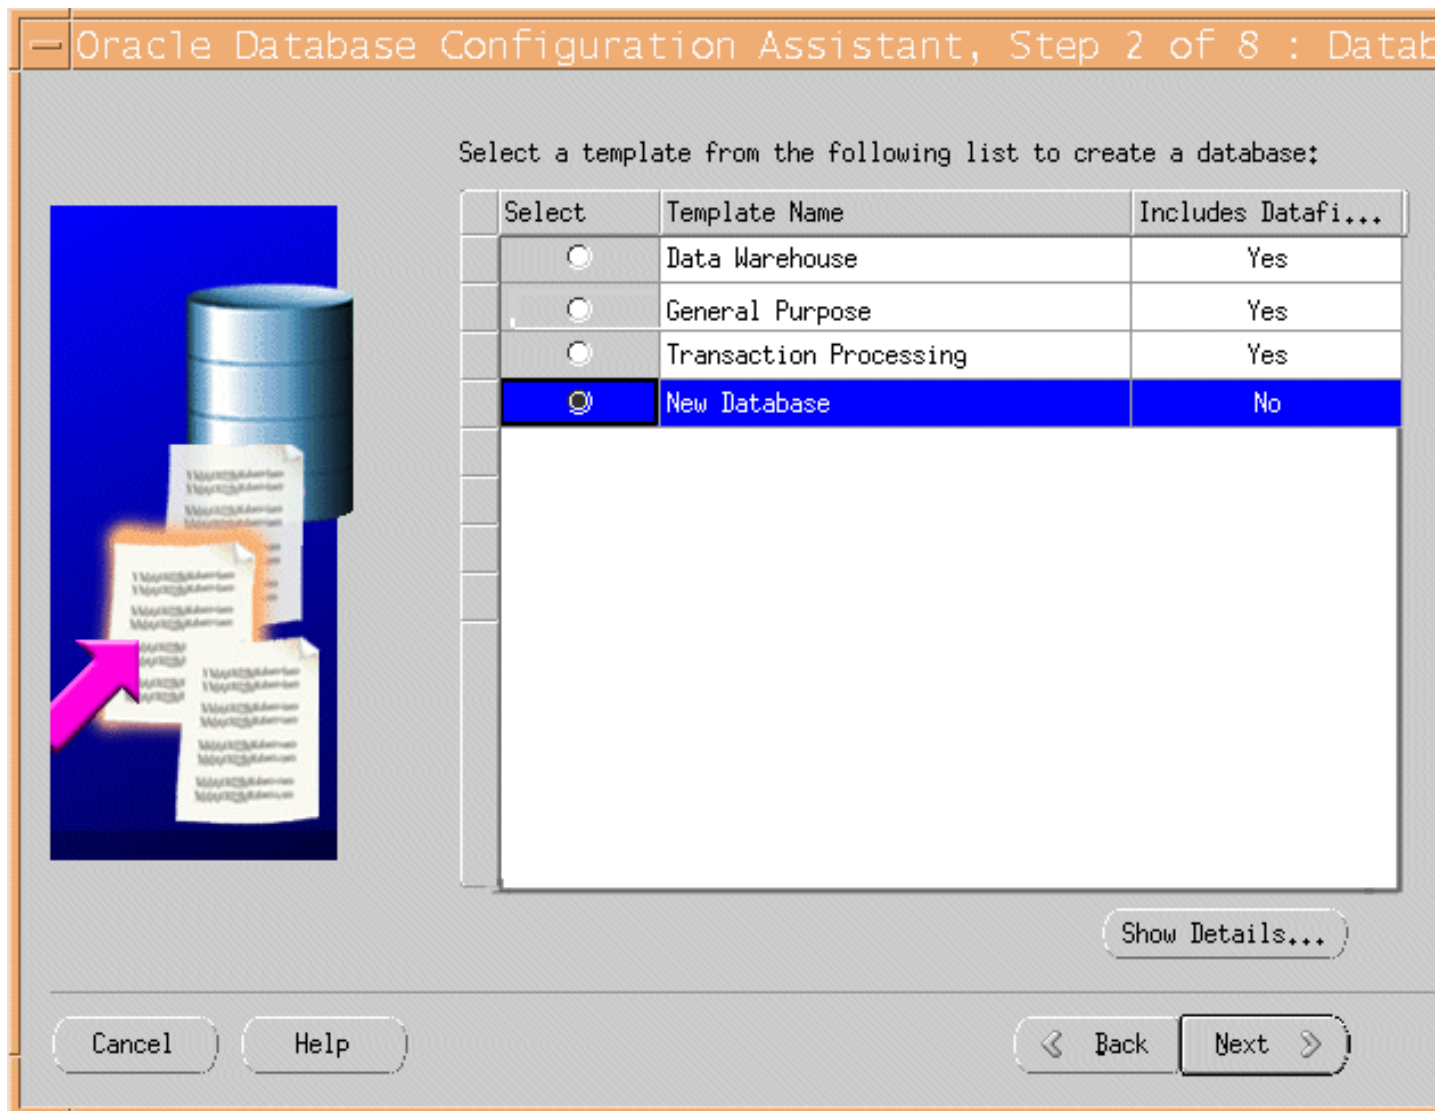 Oracle Database Configuration Assistant, Step 2 of 8 : Datab
Select a template from the following list to create a database:
Select Template Name Includes Datafi...
Data Warehouse Yes
General Purpose Yes
Transaction Processing Yes
New Database No
Show Details...
Cancel Help Back Next